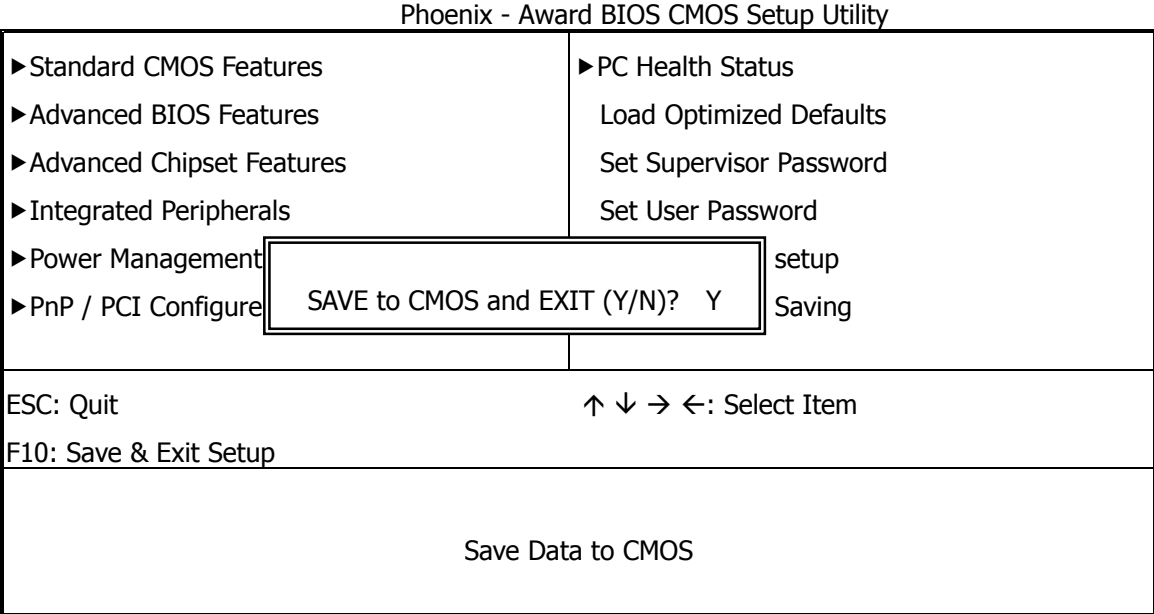 Phoenix - Award BIOS CMOS Setup Utility
▶Standard CMOS Features
▶Advanced BIOS Features
▶Advanced Chipset Features
▶Integrated Peripherals
▶Power Management
▶PnP / PCI Configure
▶PC Health Status
Load Optimized Defaults
Set Supervisor Password
Set User Password
setup
Saving
SAVE to CMOS and EXIT (Y/N)? Y
ESC: Quit
↑ ↓ → ←: Select Item
F10: Save & Exit Setup
Save Data to CMOS